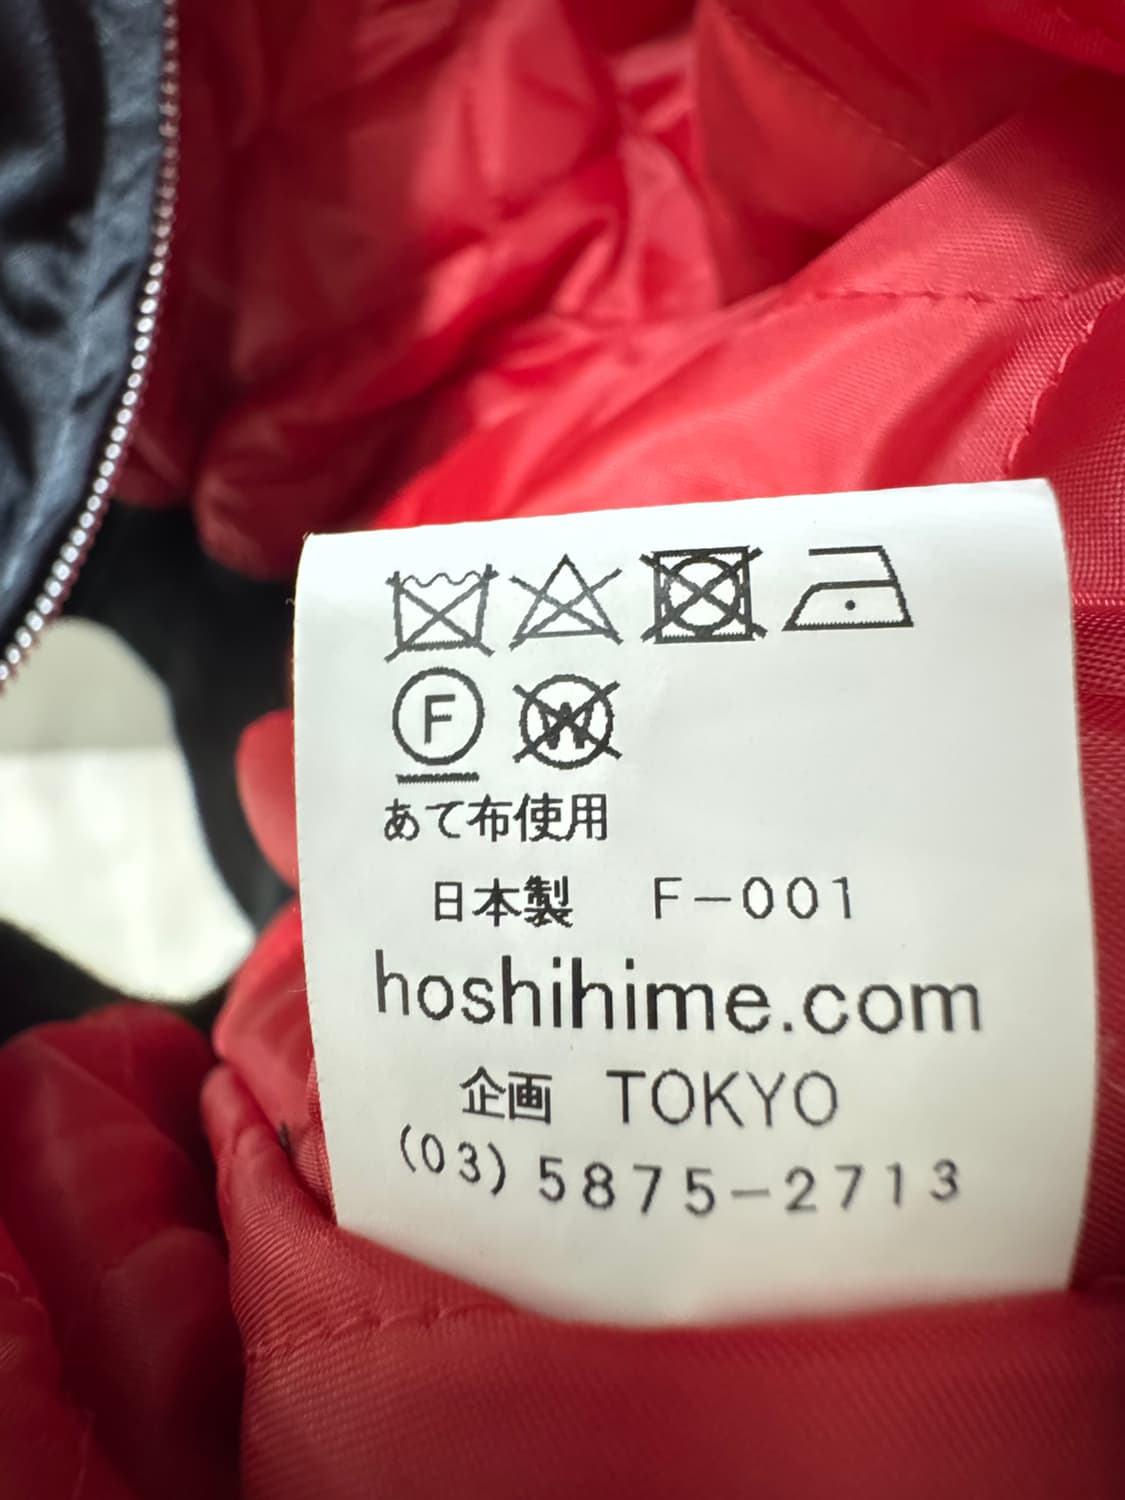 F W
あて布使用
日本製 F-001
hoshihime.com
企画 TOKYO
(03) 5875-2713